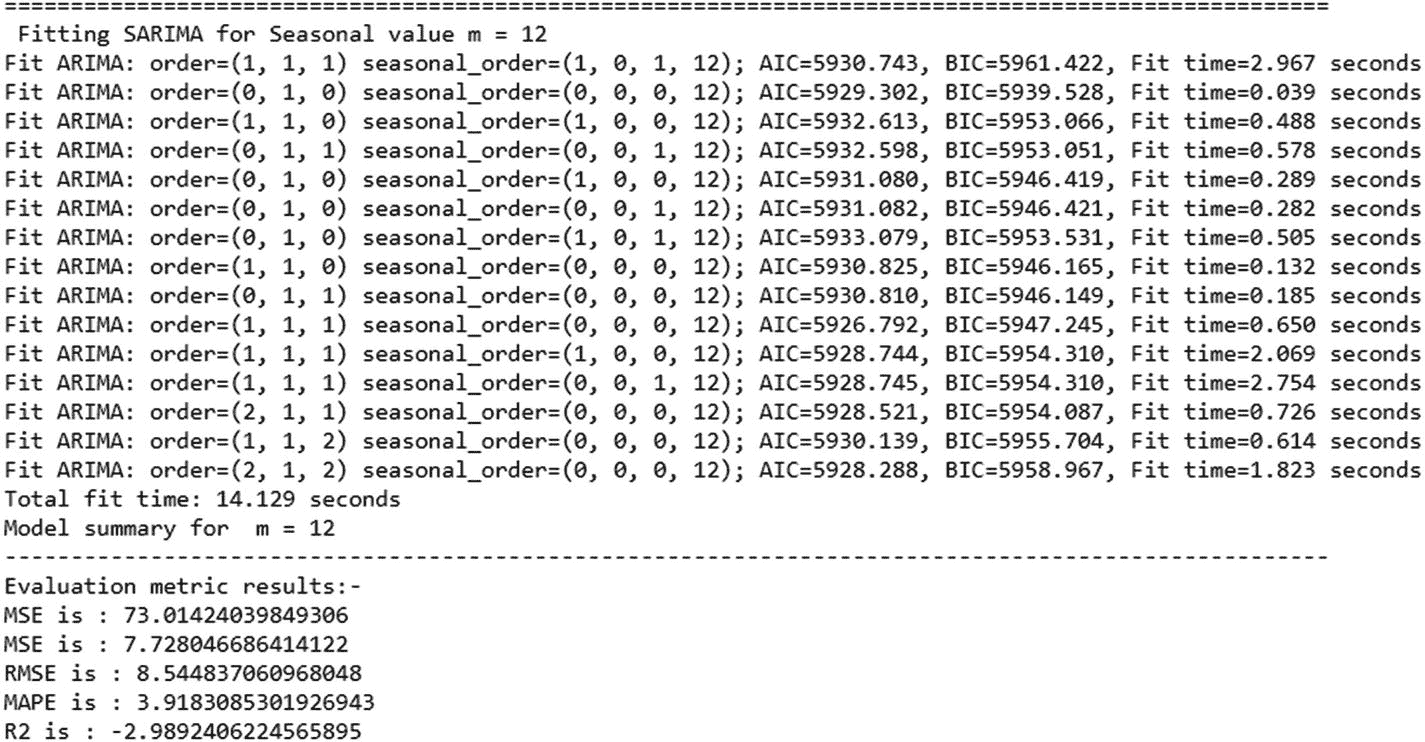 ====================================================================================================
Fitting SARIMA for Seasonal value m = 12
Fit ARIMA: order=(1, 1, 1) seasonal_order=(1, 0, 1, 12); AIC=5930.743, BIC=5961.422, Fit time=2.967 seconds
Fit ARIMA: order=(0, 1, 0) seasonal_order=(0, 0, 0, 12); AIC=5929.302, BIC=5939.528, Fit time=0.039 seconds
Fit ARIMA: order=(1, 1, 0) seasonal_order=(1, 0, 0, 12); AIC=5932.613, BIC=5953.066, Fit time=0.488 seconds
Fit ARIMA: order=(0, 1, 1) seasonal_order=(0, 0, 1, 12); AIC=5932.598, BIC=5953.051, Fit time=0.578 seconds
Fit ARIMA: order=(0, 1, 0) seasonal_order=(1, 0, 0, 12); AIC=5931.080, BIC=5946.419, Fit time=0.289 seconds
Fit ARIMA: order=(0, 1, 0) seasonal_order=(0, 0, 1, 12); AIC=5931.082, BIC=5946.421, Fit time=0.282 seconds
Fit ARIMA: order=(0, 1, 0) seasonal_order=(1, 0, 1, 12); AIC=5933.079, BIC=5953.531, Fit time=0.505 seconds
Fit ARIMA: order=(1, 1, 0) seasonal_order=(0, 0, 0, 12); AIC=5930.825, BIC=5946.165, Fit time=0.132 seconds
Fit ARIMA: order=(0, 1, 1) seasonal_order=(0, 0, 0, 12); AIC=5930.810, BIC=5946.149, Fit time=0.185 seconds
Fit ARIMA: order=(1, 1, 1) seasonal_order=(0, 0, 0, 12); AIC=5926.792, BIC=5947.245, Fit time=0.650 seconds
Fit ARIMA: order=(1, 1, 1) seasonal_order=(1, 0, 0, 12); AIC=5928.744, BIC=5954.310, Fit time=2.069 seconds
Fit ARIMA: order=(1, 1, 1) seasonal_order=(0, 0, 1, 12); AIC=5928.745, BIC=5954.310, Fit time=2.754 seconds
Fit ARIMA: order=(2, 1, 1) seasonal_order=(0, 0, 0, 12); AIC=5928.521, BIC=5954.087, Fit time=0.726 seconds
Fit ARIMA: order=(1, 1, 2) seasonal_order=(0, 0, 0, 12); AIC=5930.139, BIC=5955.704, Fit time=0.614 seconds
Fit ARIMA: order=(2, 1, 2) seasonal_order=(0, 0, 0, 12); AIC=5928.288, BIC=5958.967, Fit time=1.823 seconds
Total fit time: 14.129 seconds
Model summary for  m = 12
----------------------------------------------------------------------------------------------------
Evaluation metric results:-
MSE is : 73.01424039849306
MSE is : 7.728046686414122
RMSE is : 8.544837060968048
MAPE is : 3.9183085301926943
R2 is : -2.9892406224565895